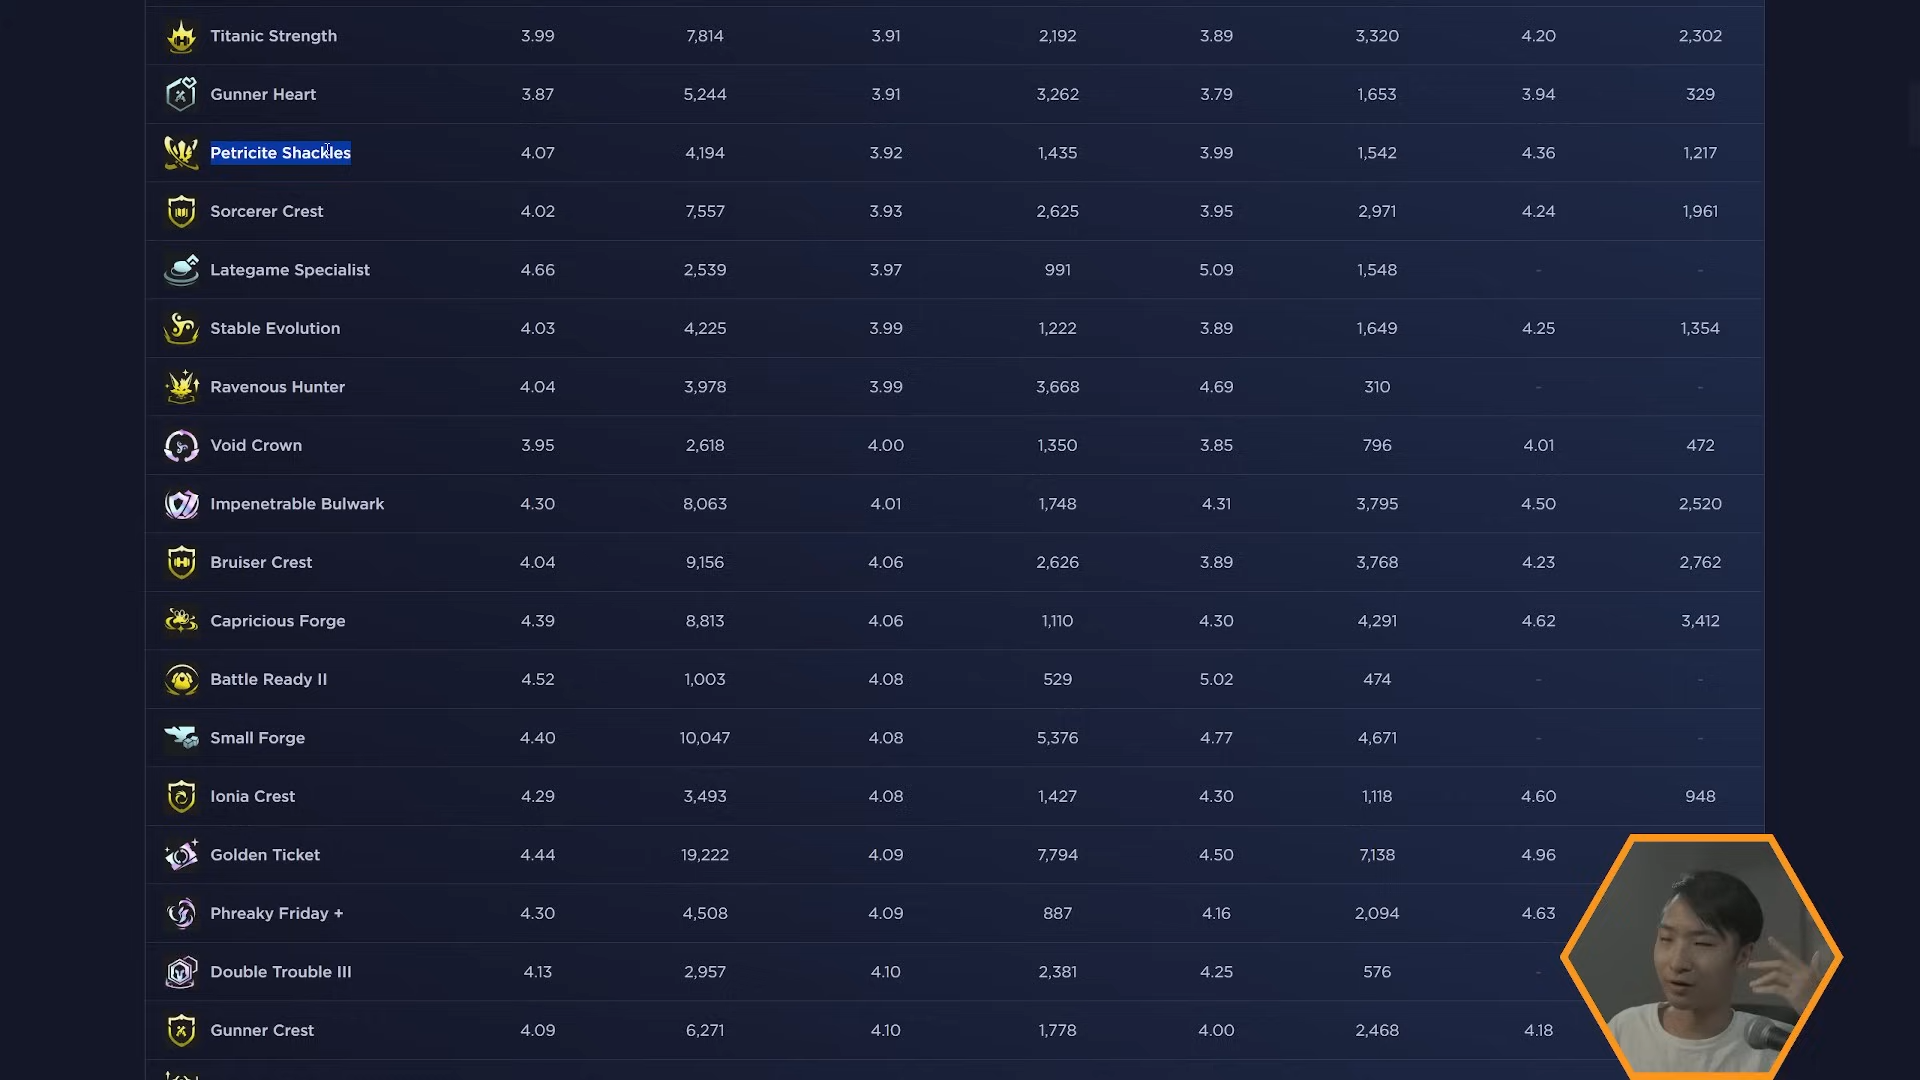 Titanic Strength 3.99 7,814 3.91 2,192 3.89 3,320 4.20 2,302
Gunner Heart 3.87 5,244 3.91 3,262 3.79 1,653 3.94 329
Petricite Shackles 4.07 4,194 3.92 1,435 3.99 1,542 4.36 1,217
Sorcerer Crest 4.02 7,557 3.93 2,625 3.95 2,971 4.24 1,961
Lategame Specialist 4.66 2,539 3.97 991 5.09 1,548 - -
Stable Evolution 4.03 4,225 3.99 1,222 3.89 1,649 4.25 1,354
Ravenous Hunter 4.04 3,978 3.99 3,668 4.69 310 - -
Void Crown 3.95 2,618 4.00 1,350 3.85 796 4.01 472
Impenetrable Bulwark 4.30 8,063 4.01 1,748 4.31 3,795 4.50 2,520
Bruiser Crest 4.04 9,156 4.06 2,626 3.89 3,768 4.23 2,762
Capricious Forge 4.39 8,813 4.06 1,110 4.30 4,291 4.62 3,412
Battle Ready II 4.52 1,003 4.08 529 5.02 474 - -
Small Forge 4.40 10,047 4.08 5,376 4.77 4,671 - -
Ionia Crest 4.29 3,493 4.08 1,427 4.30 1,118 4.60 948
Golden Ticket 4.44 19,222 4.09 7,794 4.50 7,138 4.96
Phreaky Friday + 4.30 4,508 4.09 887 4.16 2,094 4.63
Double Trouble III 4.13 2,957 4.10 2,381 4.25 576 -
Gunner Crest 4.09 6,271 4.10 1,778 4.00 2,468 4.18